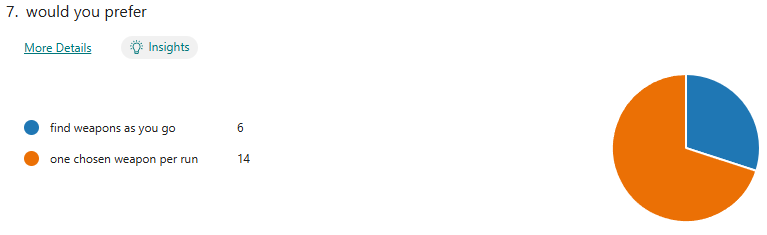 7. would you prefer
More Details
Insights
find weapons as you go 6
one chosen weapon per run 14